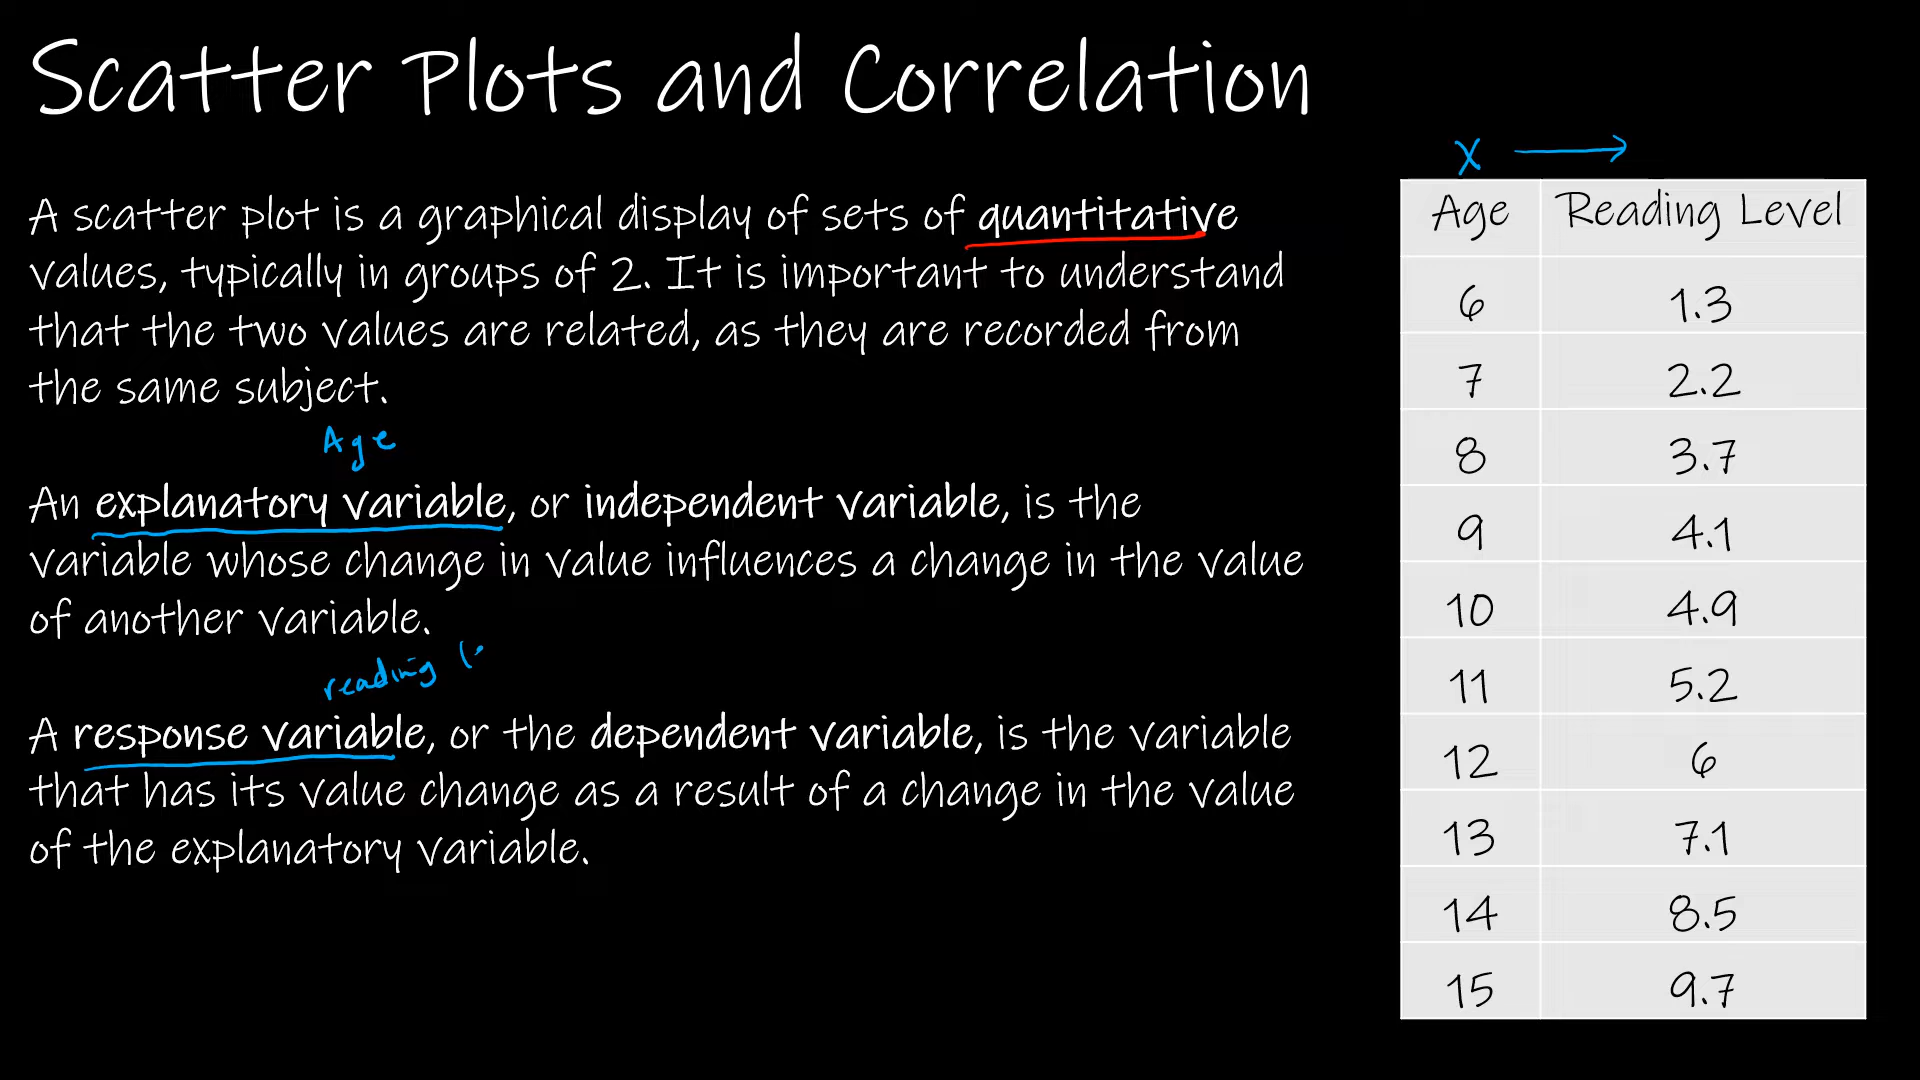 Scatter Plots and Correlation
A scatter plot is a graphical display of sets of quantitative
values, typically in groups of 2. It is important to understand
that the two values are related, as they are recorded from
the same subject.
Age
An explanatory variable, or independent variable, is the
variable whose change in value influences a change in the value
of another variable.
reading
A response variable, or the dependent variable, is the variable
that has its value change as a result of a change in the value
of the explanatory variable.
x →
Age Reading Level
6 1.3
7 2.2
8 3.7
9 4.1
10 4.9
11 5.2
12 6
13 7.1
14 8.5
15 9.7